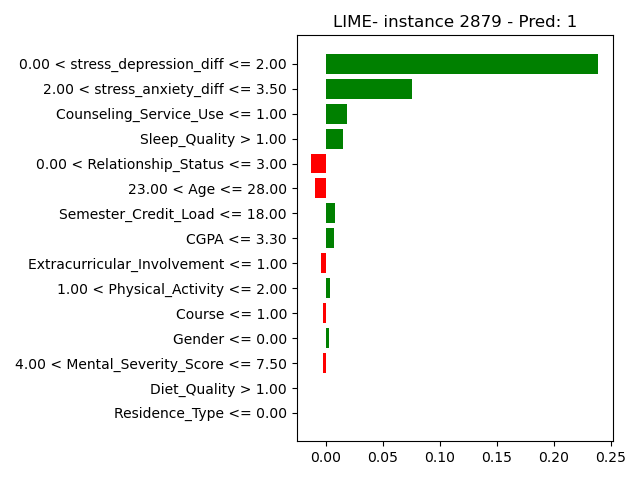 LIME- instance 2879 - Pred: 1
0.00 < stress_depression_diff <= 2.00
2.00 < stress_anxiety_diff <= 3.50
Counseling_Service_Use <= 1.00
Sleep_Quality > 1.00
0.00 < Relationship_Status <= 3.00
23.00 < Age <= 28.00
Semester_Credit_Load <= 18.00
CGPA <= 3.30
Extracurricular_Involvement <= 1.00
1.00 < Physical_Activity <= 2.00
Course <= 1.00
Gender <= 0.00
4.00 < Mental_Severity_Score <= 7.50
Diet_Quality > 1.00
Residence_Type <= 0.00
0.00 0.05 0.10 0.15 0.20 0.25